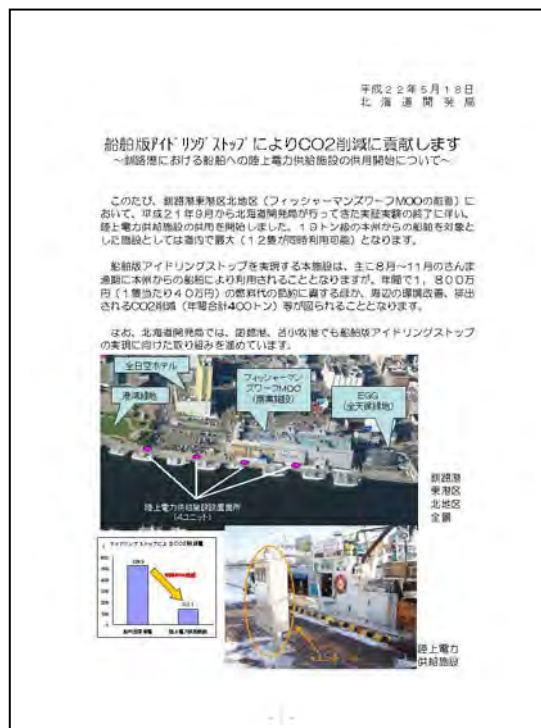 平成22年5月18日
北海道開発局
船舶版ｱｲﾄﾞﾘﾝｸﾞｽﾄｯﾌﾟによりCO2削減に貢献します
～釧路港における船舶への陸上電力供給施設の供用開始について～
このたび、釧路港東港区北地区（フィッシャーマンズワーフMOOの前面）に
おいて、平成21年9月から北海道開発局が行ってきた実証実験の終了に伴い、
陸上電力供給施設の供用を開始しました。19トン級の本州からの船舶を対象と
した施設としては道内で最大（12隻が同時利用可能）となります。
船舶版アイドリングストップを実現する本施設は、主に8月～11月のさんま
漁期に本州からの船舶により利用されることとなりますが、年間で1,800万
円（1隻当たり40万円）の燃料代の節約に資するほか、周辺の環境改善、排出
されるCO2削減（年間合計400トン）等が図られることとなります。
なお、北海道開発局では、函館港、苫小牧港でも船舶版アイドリングストップ
の実現に向けた取り組みを進めています。
全日空ホテル
港湾緑地
フィッシャーマン
ズワーフMOO
（商業施設）
EGG
（全天候緑地）
陸上電力供給施設設置箇所
（4ユニット）
釧路港
東港区
北地区
全景
アイドリングストップによるCO2削減量
陸上電力
供給施設
- 1 -